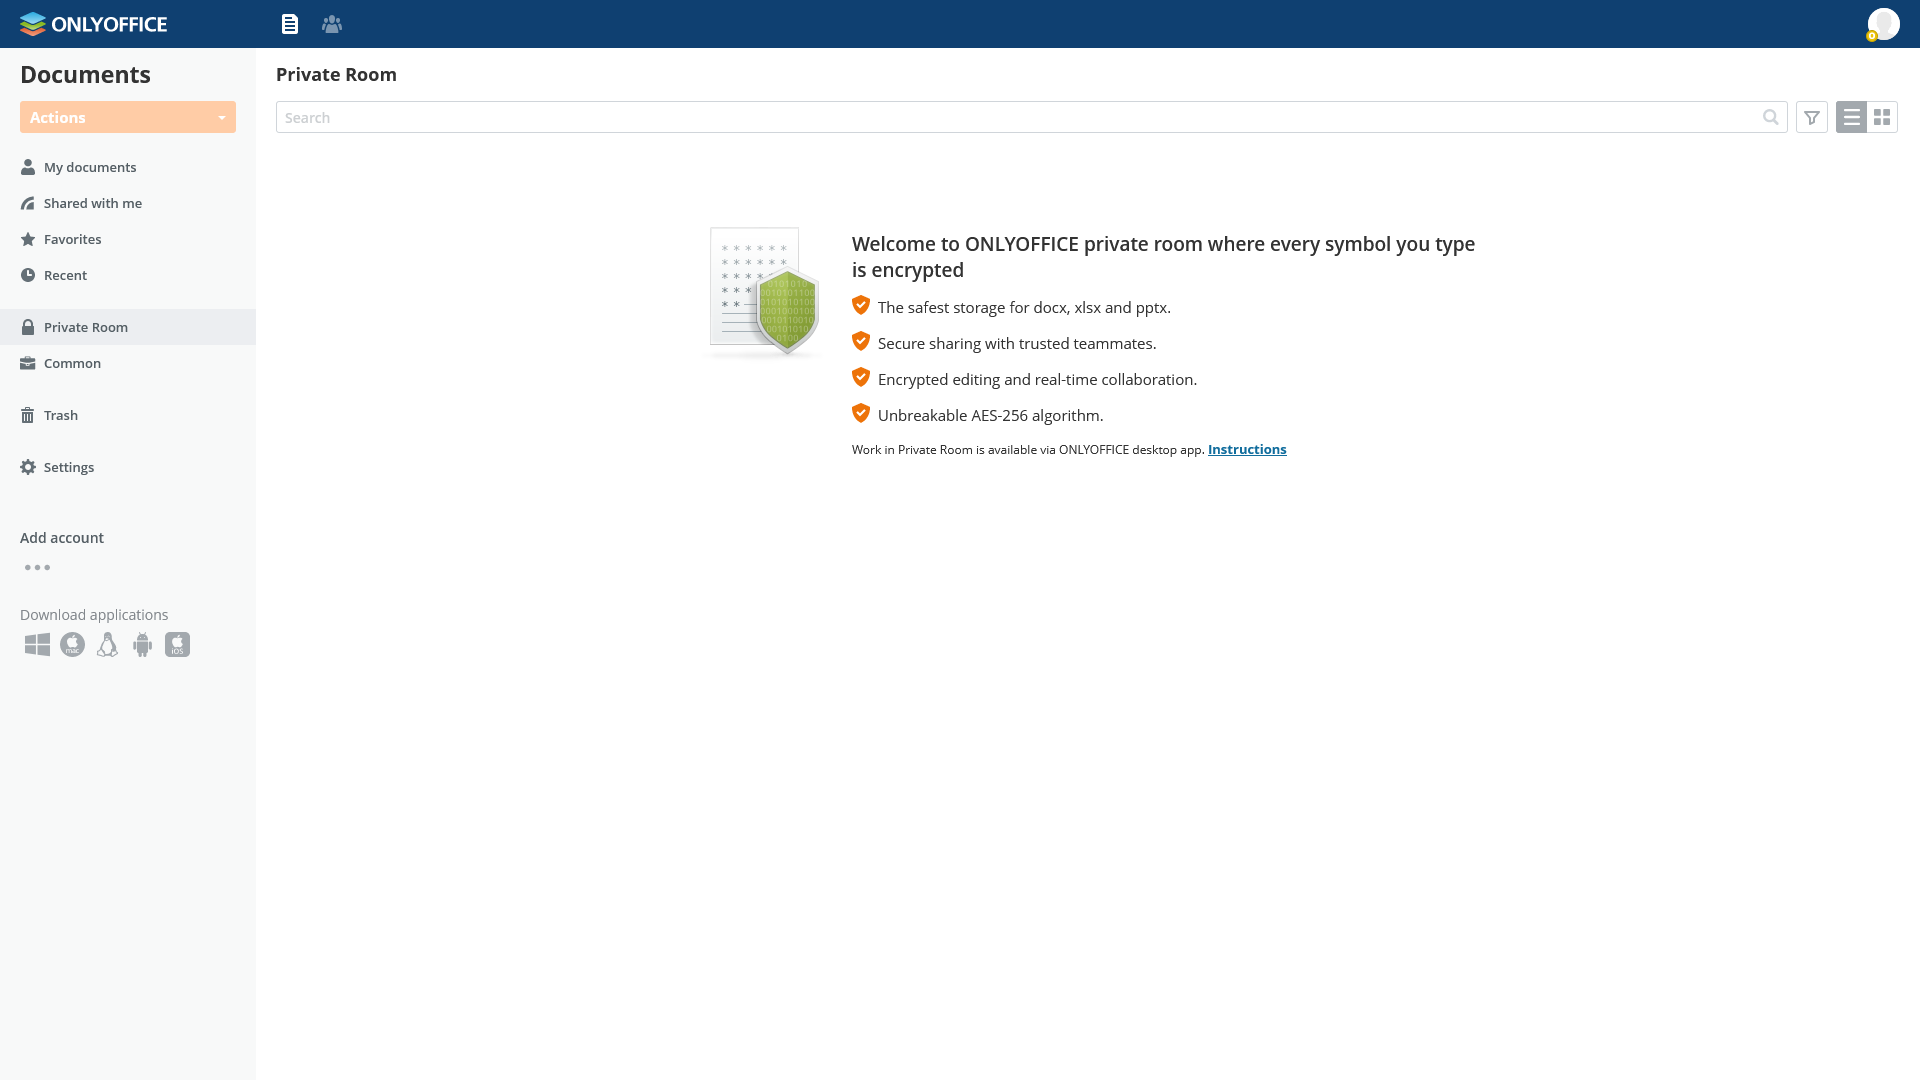 ONLYOFFICE
Documents
Actions
My documents
Shared with me
Favorites
Recent
Private Room
Common
Trash
Settings
Add account
Download applications
mac
iOS
Private Room
Search
Welcome to ONLYOFFICE private room where every symbol you type
is encrypted
The safest storage for docx, xlsx and pptx.
Secure sharing with trusted teammates.
Encrypted editing and real-time collaboration.
Unbreakable AES-256 algorithm.
Work in Private Room is available via ONLYOFFICE desktop app. Instructions